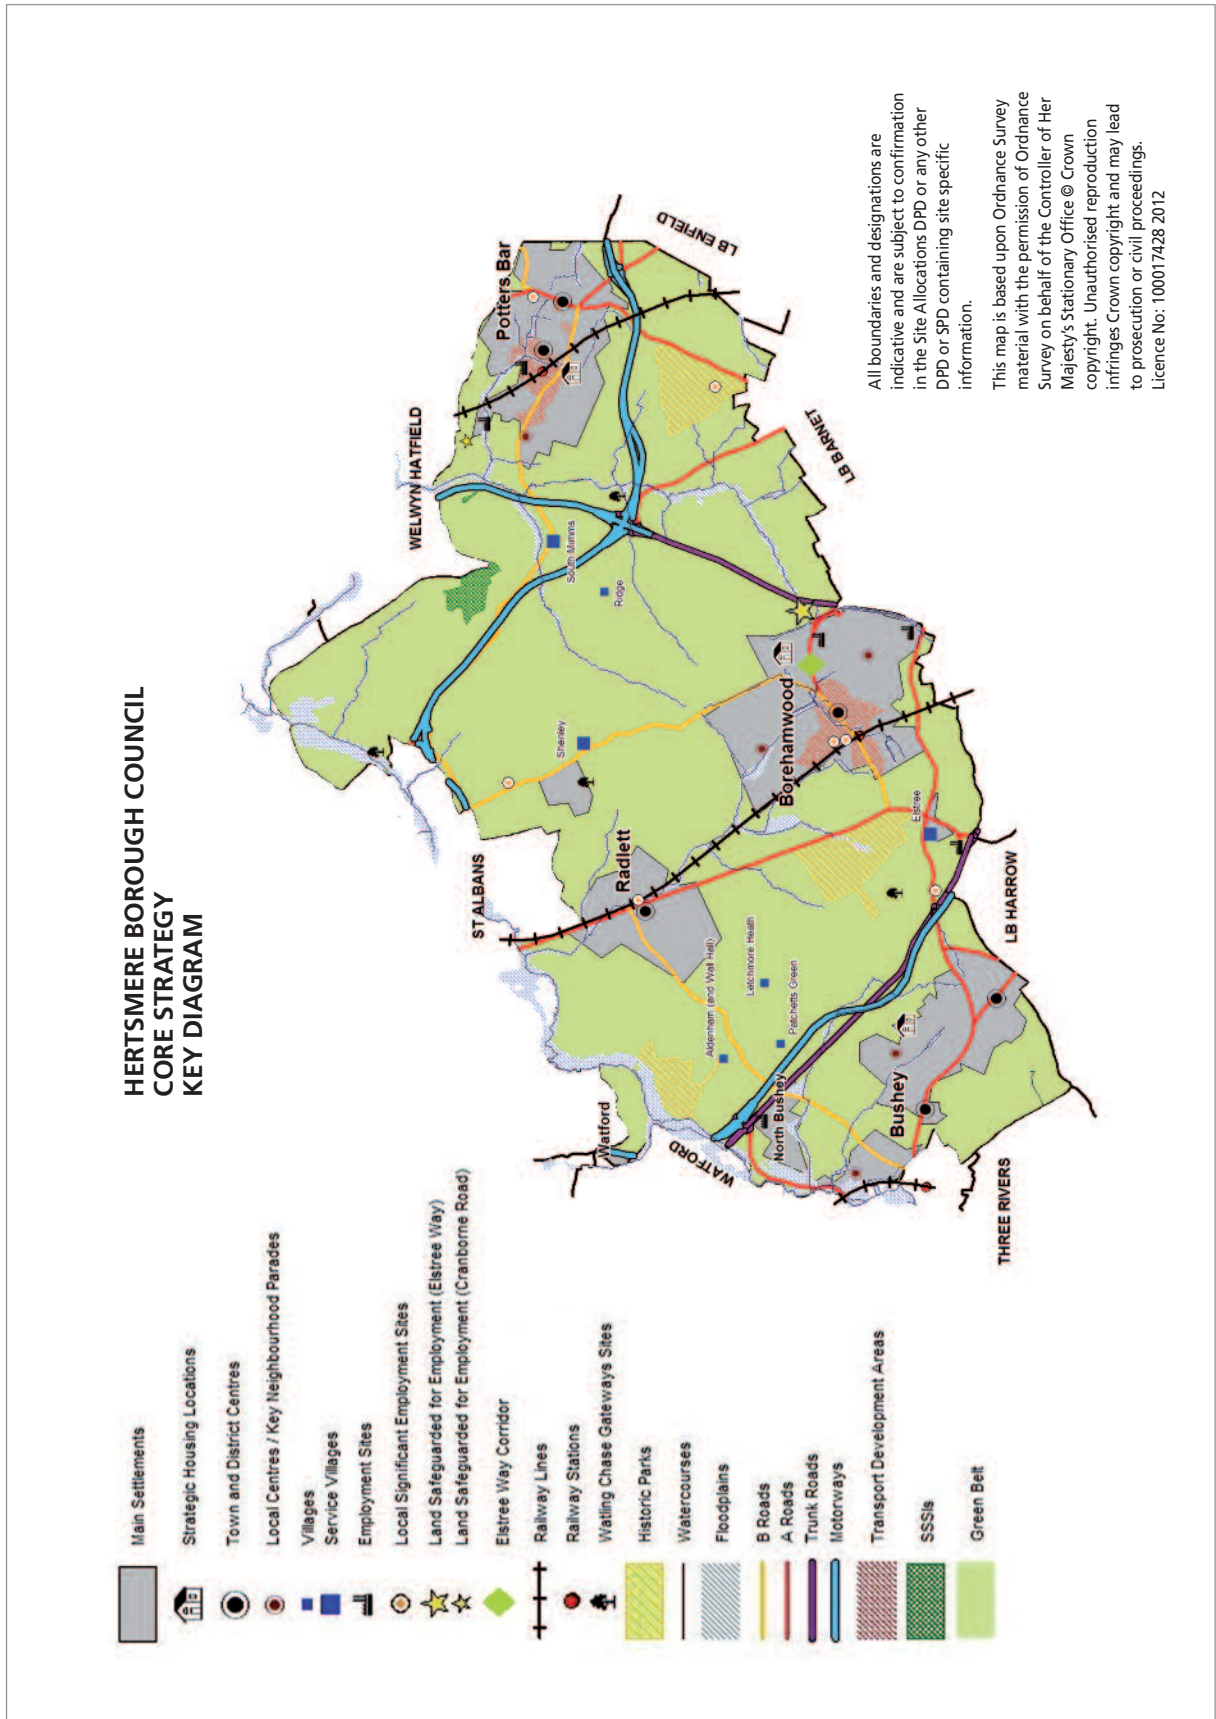 HERTSMERE BOROUGH COUNCIL
CORE STRATEGY
KEY DIAGRAM
Main Settlements
Strategic Housing Locations
Town and District Centres
Local Centres / Key Neighbourhood Parades
Villages
Service Villages
Employment Sites
Local Significant Employment Sites
Land Safeguarded for Employment (Elstree Way)
Land Safeguarded for Employment (Cranborne Road)
Elstree Way Corridor
Railway Lines
Railway Stations
Watling Chase Gateways Sites
Historic Parks
Watercourses
Floodplains
B Roads
A Roads
Trunk Roads
Motorways
Transport Development Areas
SSSIs
Green Belt
WELWYN HATFIELD
Potters Bar
LB ENFIELD
South Mimms
Ridge
LB BARNET
ST ALBANS
Shenley
Radlett
Borehamwood
Elstree
LB HARROW
Watford
WATFORD
Aldenham (and Wall Hall)
Letchmore Heath
Patchetts Green
North Bushey
Bushey
THREE RIVERS
All boundaries and designations are
indicative and are subject to confirmation
in the Site Allocations DPD or any other
DPD or SPD containing site specific
information.
This map is based upon Ordnance Survey
material with the permission of Ordnance
Survey on behalf of the Controller of Her
Majesty's Stationary Office © Crown
copyright. Unauthorised reproduction
infringes Crown copyright and may lead
to prosecution or civil proceedings.
Licence No: 100017428 2012